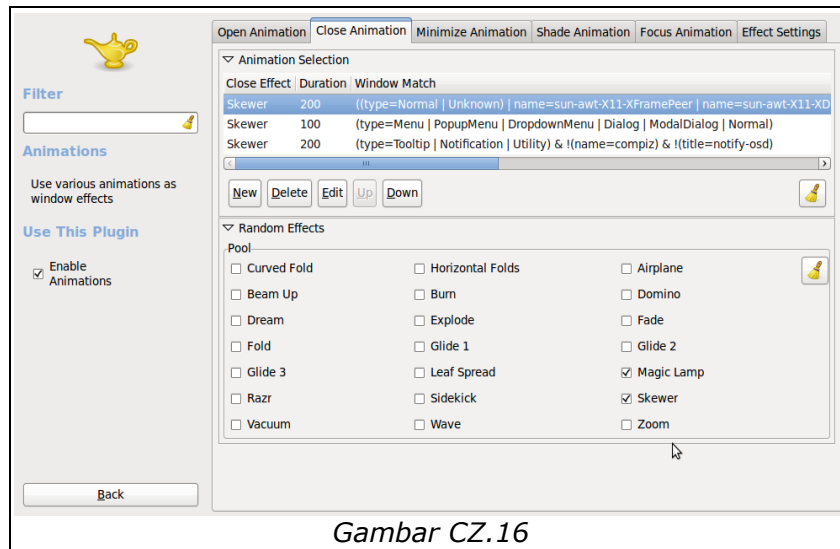 Open Animation Close Animation Minimize Animation Shade Animation Focus Animation Effect Settings
Filter
Animations
Use various animations as
window effects
Use This Plugin
Enable
Animations
Back
Animation Selection
Close Effect Duration Window Match
Skewer 200 ((type=Normal | Unknown) | name=sun-awt-X11-XFramePeer | name=sun-awt-X11-XD
Skewer 100 (type=Menu | PopupMenu | DropdownMenu | Dialog | ModalDialog | Normal)
Skewer 200 (type=Tooltip | Notification | Utility) & !(name=compiz) & !(title=notify-osd)
New Delete Edit Up Down
Random Effects
Pool
Curved Fold Horizontal Folds Airplane
Beam Up Burn Domino
Dream Explode Fade
Fold Glide 1 Glide 2
Glide 3 Leaf Spread Magic Lamp
Razr Sidekick Skewer
Vacuum Wave Zoom
Gambar CZ.16